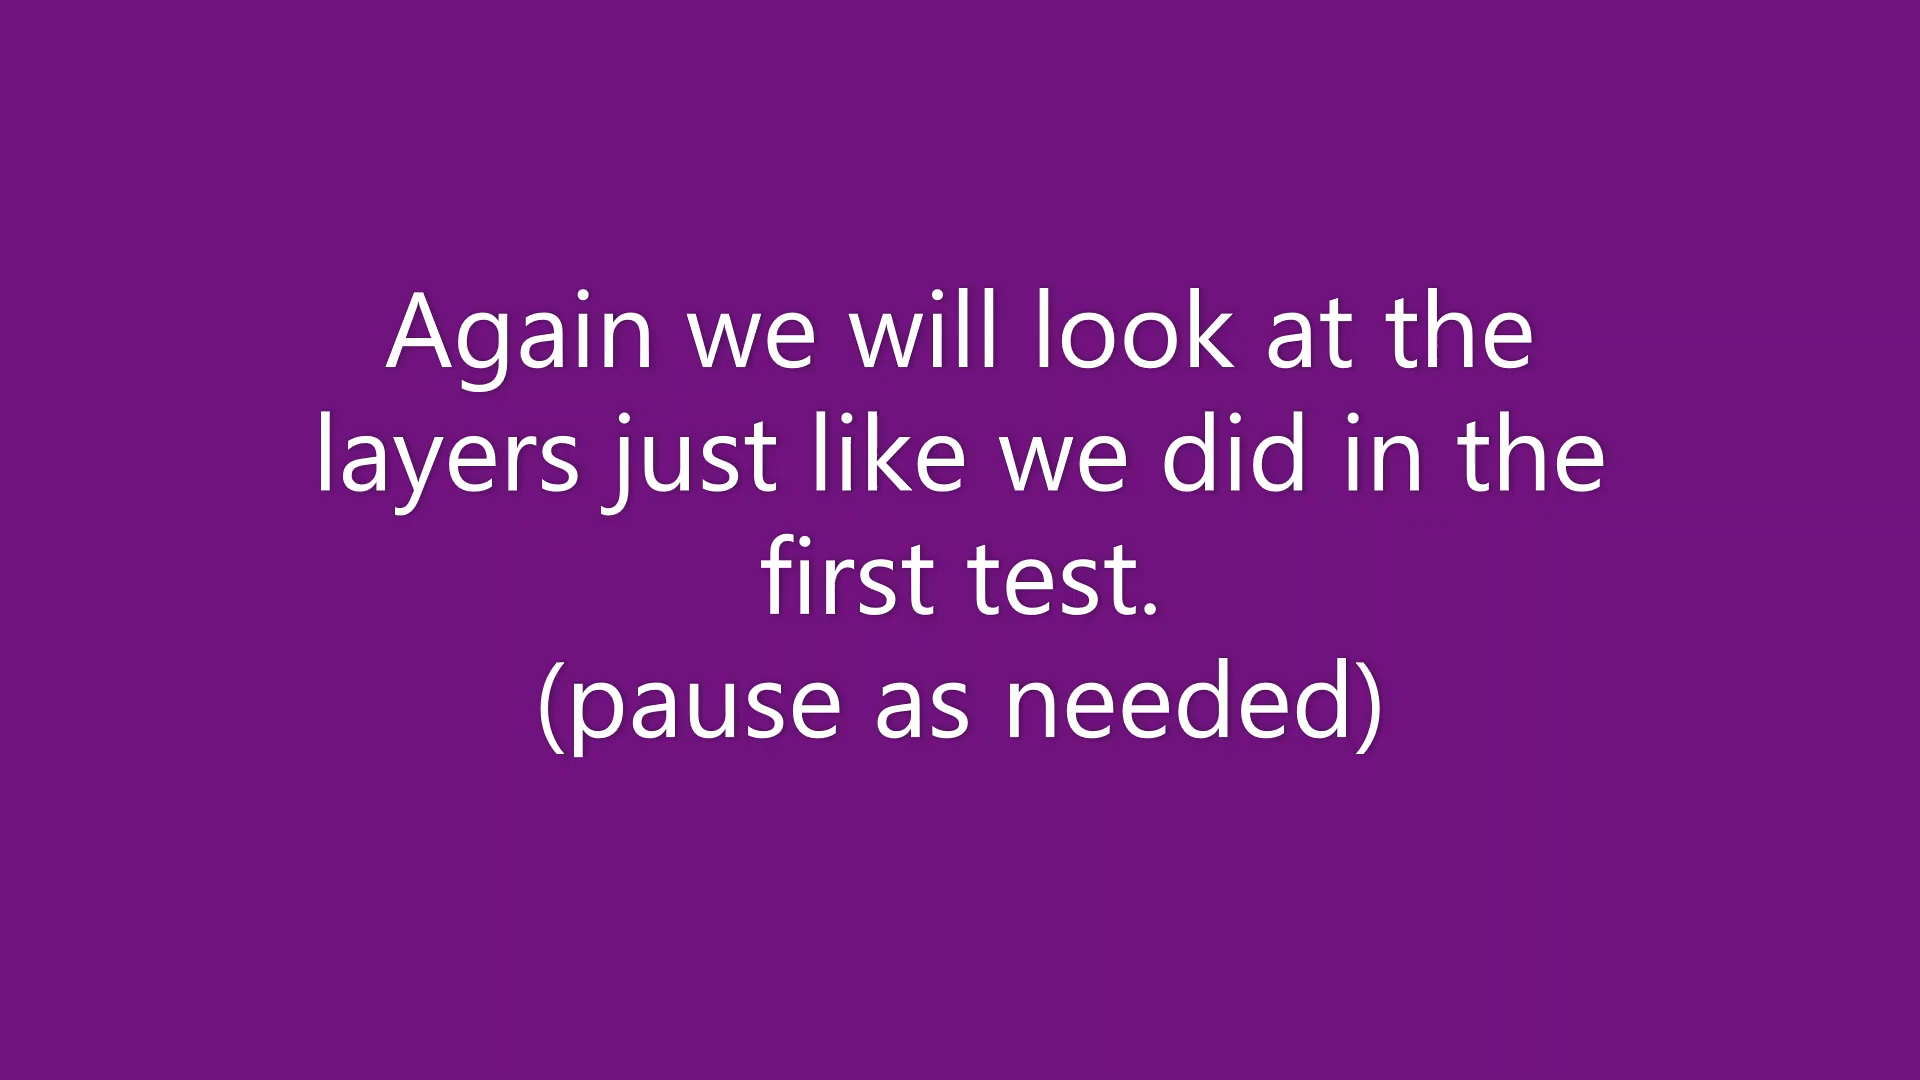 Again we will look at the
layers just like we did in the
first test.
(pause as needed)